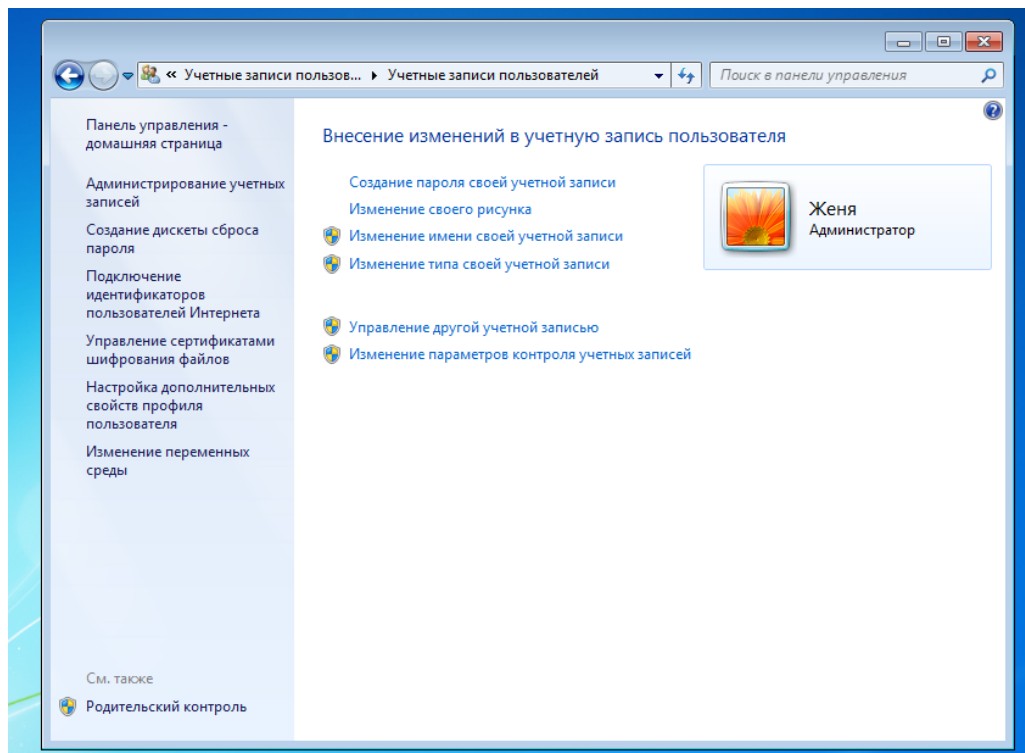 « Учетные записи пользов... Учетные записи пользователей
Поиск в панели управления
Панель управления -
домашняя страница
Администрирование учетных
записей
Создание дискеты сброса
пароля
Подключение
идентификаторов
пользователей Интернета
Управление сертификатами
шифрования файлов
Настройка дополнительных
свойств профиля
пользователя
Изменение переменных
среды
См. также
Родительский контроль
Внесение изменений в учетную запись пользователя
Создание пароля своей учетной записи
Изменение своего рисунка
Изменение имени своей учетной записи
Изменение типа своей учетной записи
Управление другой учетной записью
Изменение параметров контроля учетных записей
Женя
Администратор